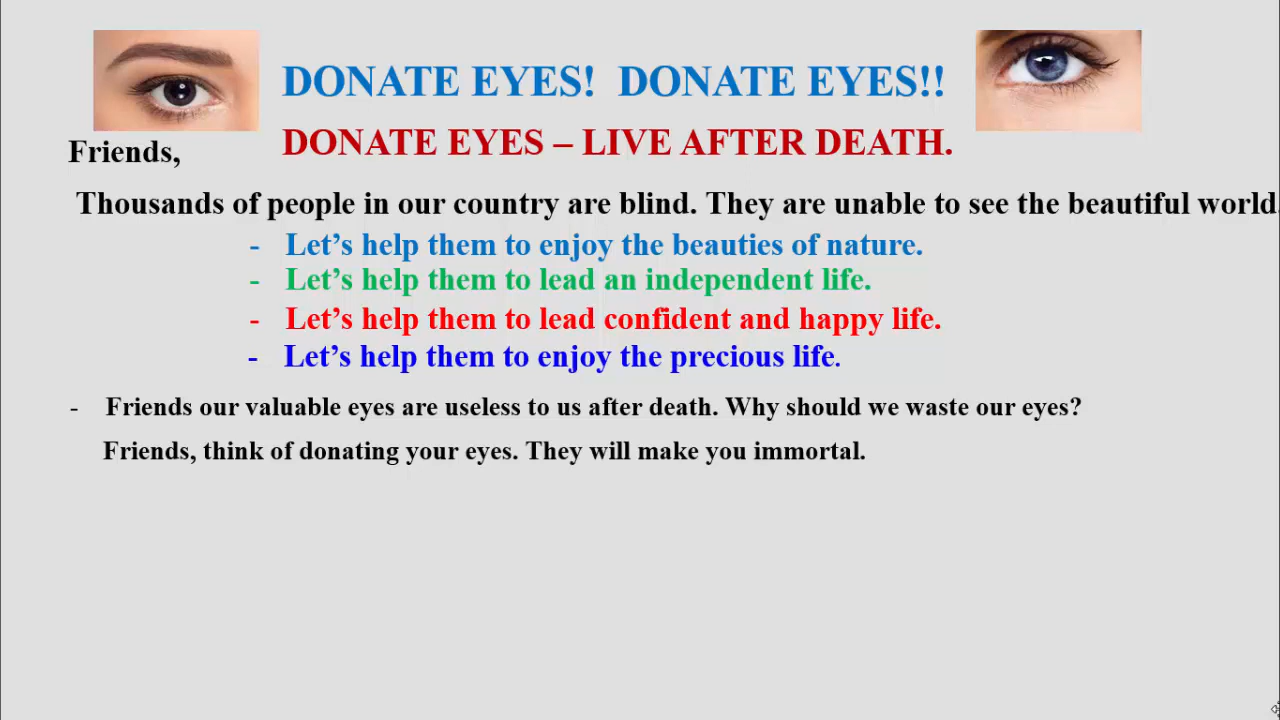 DONATE EYES! DONATE EYES!!
DONATE EYES – LIVE AFTER DEATH.
Friends,
Thousands of people in our country are blind. They are unable to see the beautiful world.
- Let’s help them to enjoy the beauties of nature.
- Let’s help them to lead an independent life.
- Let’s help them to lead confident and happy life.
- Let’s help them to enjoy the precious life.
- Friends our valuable eyes are useless to us after death. Why should we waste our eyes?
Friends, think of donating your eyes. They will make you immortal.